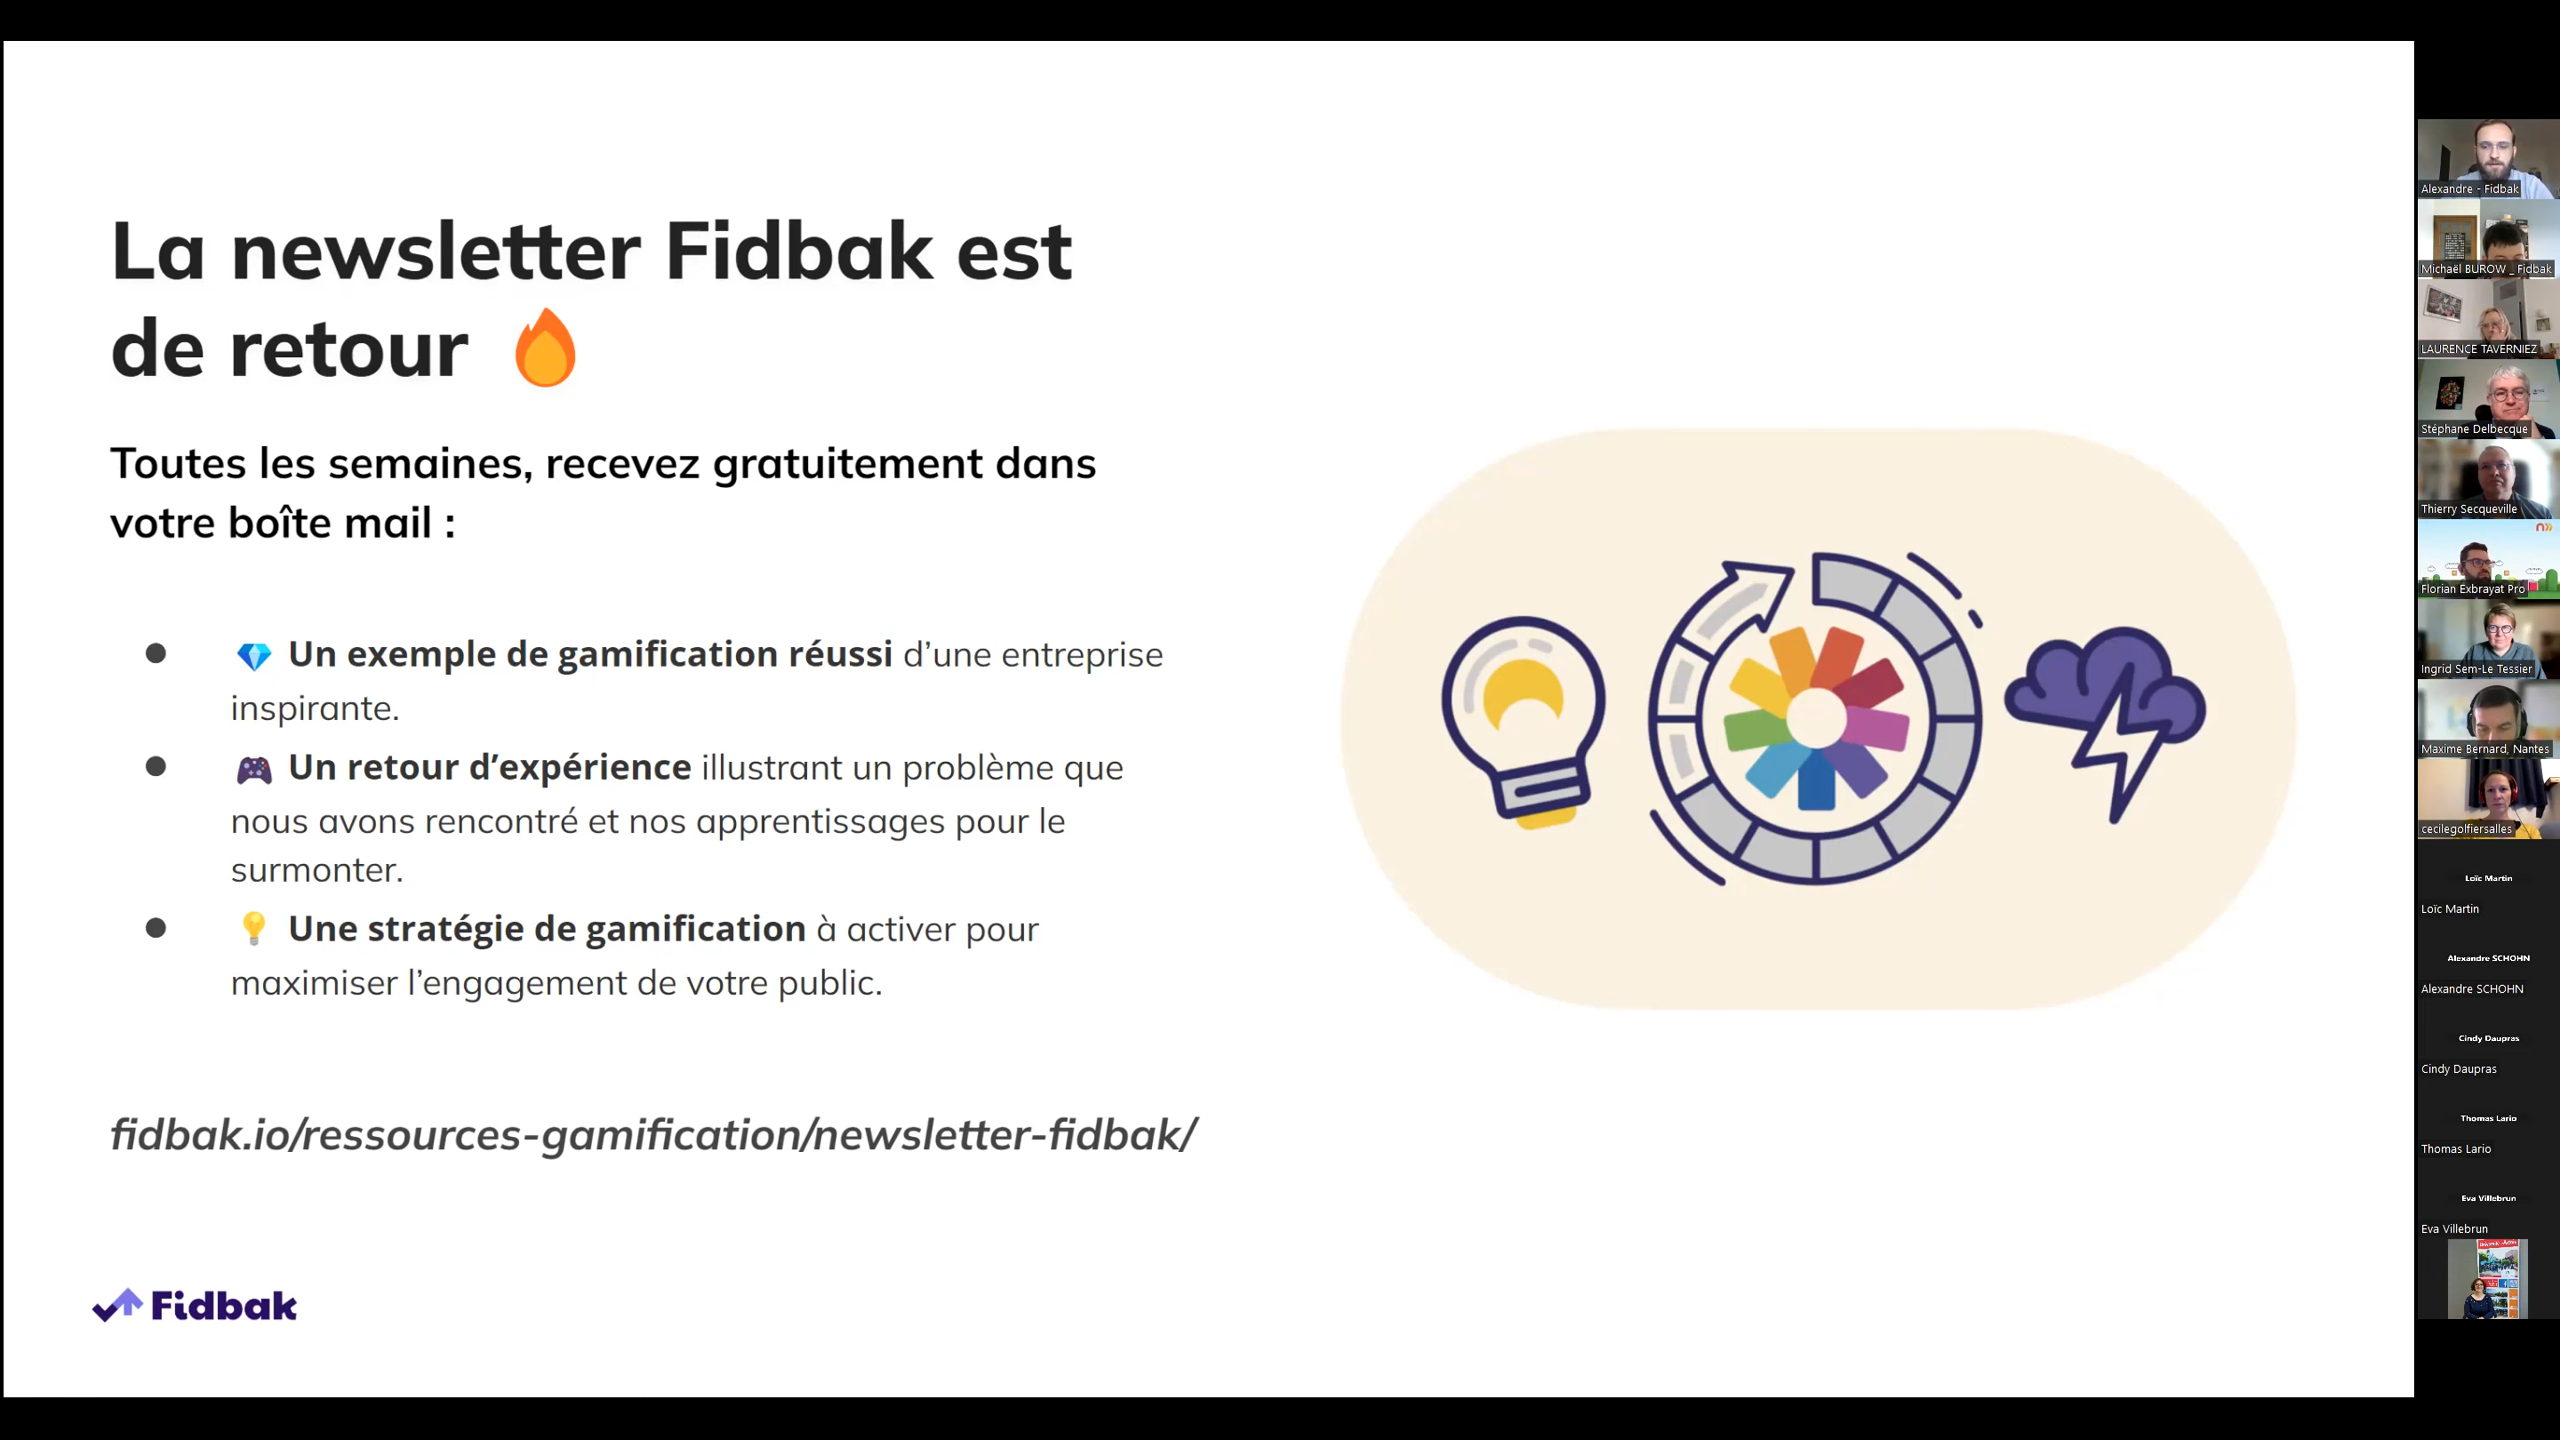 La newsletter Fidbak est
de retour 🔥
Toutes les semaines, recevez gratuitement dans
votre boîte mail :
● 💎 Un exemple de gamification réussi d’une entreprise
inspirante.
● 🎮 Un retour d’expérience illustrant un problème que
nous avons rencontré et nos apprentissages pour le
surmonter.
● 💡 Une stratégie de gamification à activer pour
maximiser l’engagement de votre public.
fidbak.io/ressources-gamification/newsletter-fidbak/
Fidbak
Alexandre - Fidbak
Michaël BUROW _ Fidbak
LAURENCE TAVERNIEZ
Stéphane Delbecque
Thierry Secqueville
Florian Exbrayat Pro
Ingrid Sem-Le Tessier
Maxime Bernard, Nantes
cecilegolfiersalles
Loïc Martin
Loïc Martin
Alexandre SCHOHN
Alexandre SCHOHN
Cindy Daupras
Cindy Daupras
Thomas Lario
Thomas Lario
Eva Villebrun
Eva Villebrun